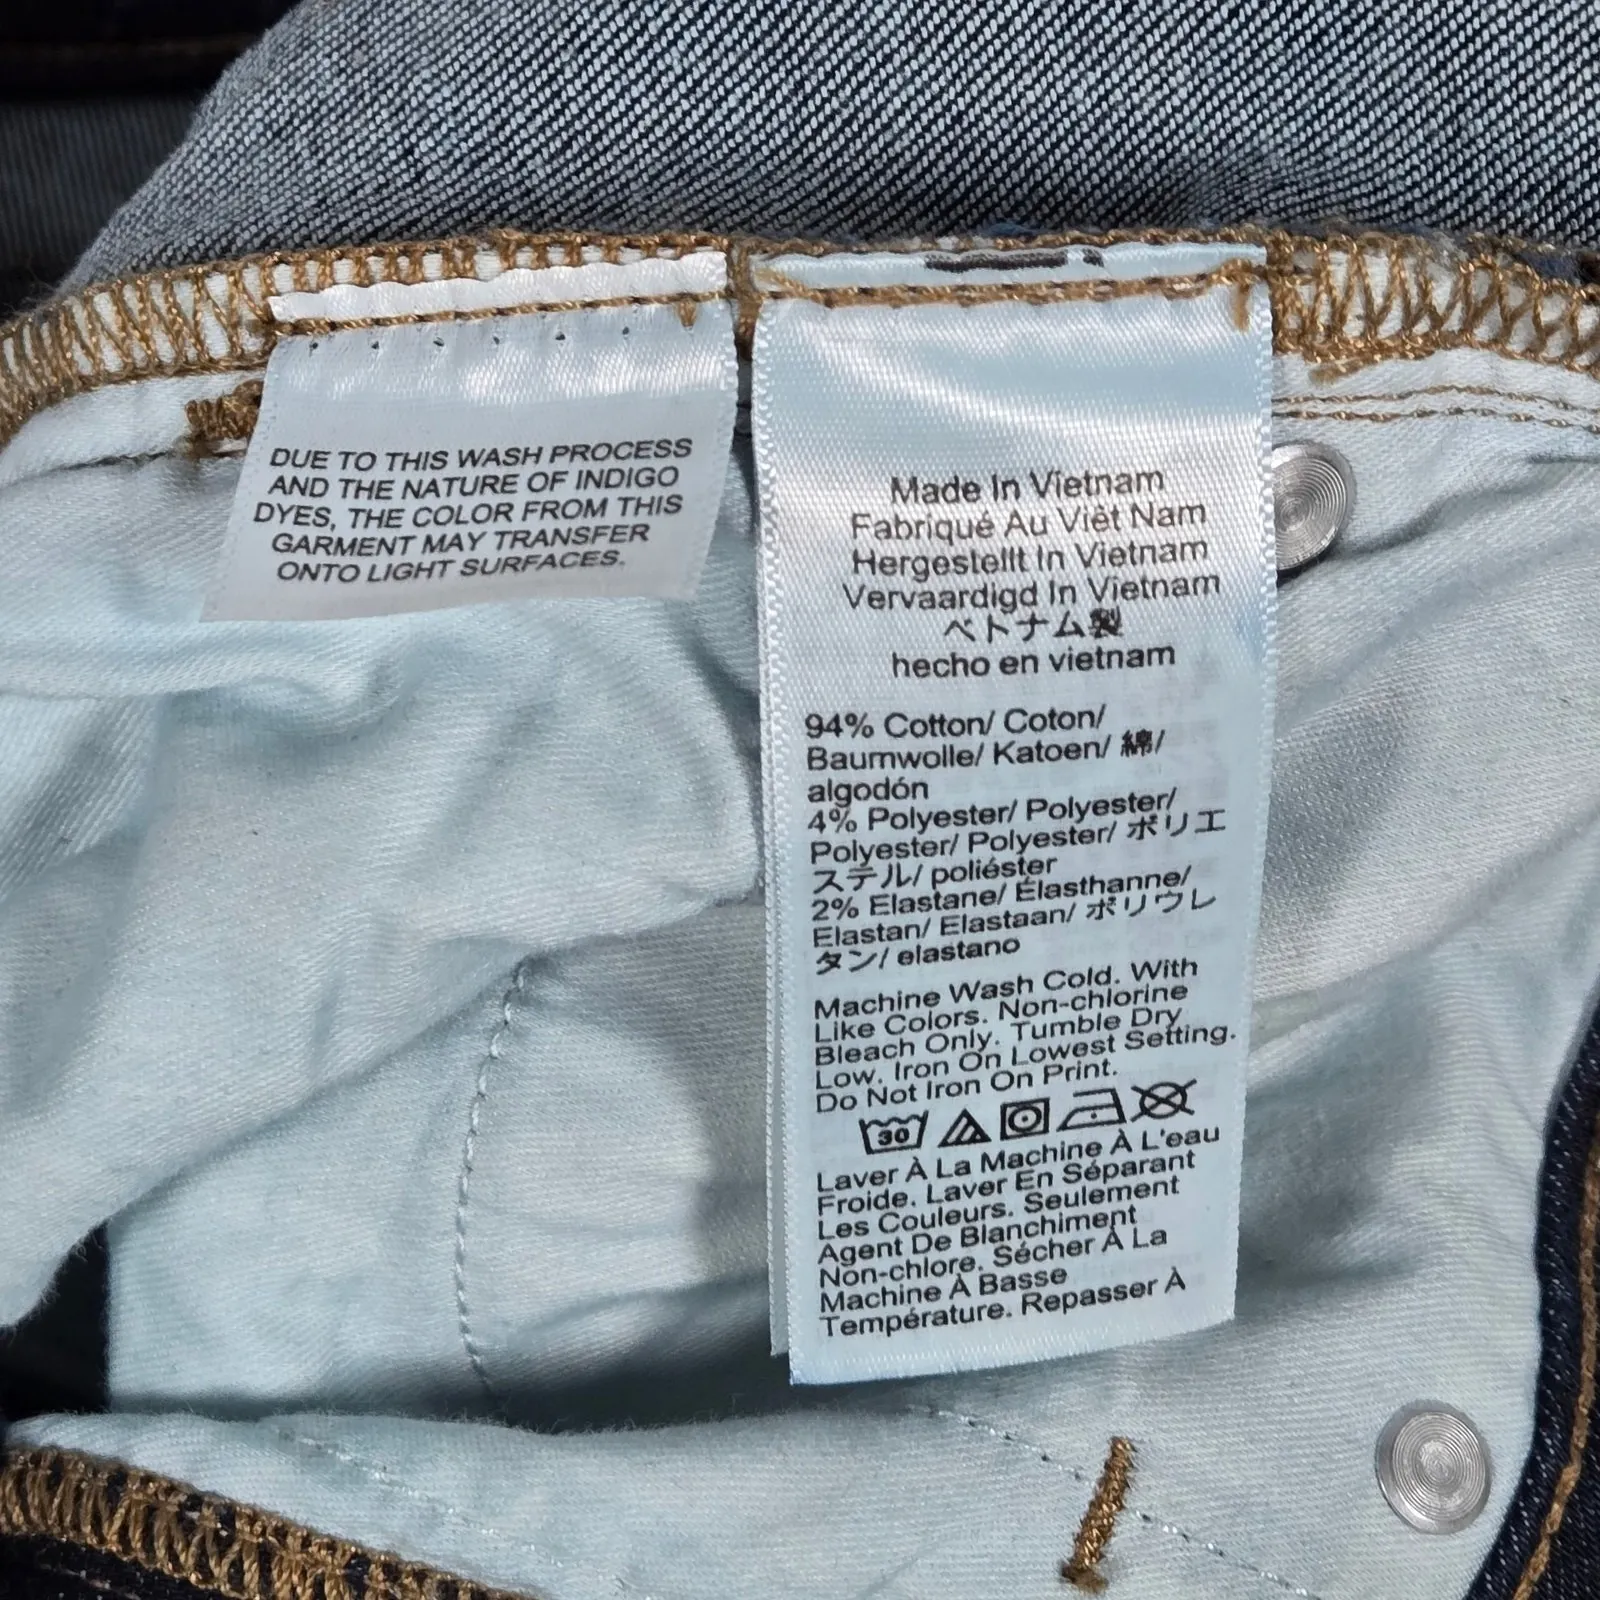 DUE TO THIS WASH PROCESS
AND THE NATURE OF INDIGO
DYES, THE COLOR FROM THIS
GARMENT MAY TRANSFER
ONTO LIGHT SURFACES.
Made In Vietnam
Fabriqué Au Việt Nam
Hergestellt In Vietnam
Vervaardigd In Vietnam
ベトナム製
hecho en vietnam
94% Cotton/ Coton/
Baumwolle/ Katoen/ 綿/
algodón
4% Polyester/ Polyester/
Polyester/ Polyester/ ポリエ
ステル/ poliéster
2% Elastane/ Élasthanne/
Elastan/ Elastaan/ ポリウレ
タン/ elastano
Machine Wash Cold. With
Like Colors. Non-chlorine
Bleach Only. Tumble Dry
Low. Iron On Lowest Setting.
Do Not Iron On Print.
30
Laver À La Machine À L'eau
Froide. Laver En Séparant
Les Couleurs. Seulement
Agent De Blanchiment
Non-chlore. Sécher À La
Machine À Basse
Température. Repasser À